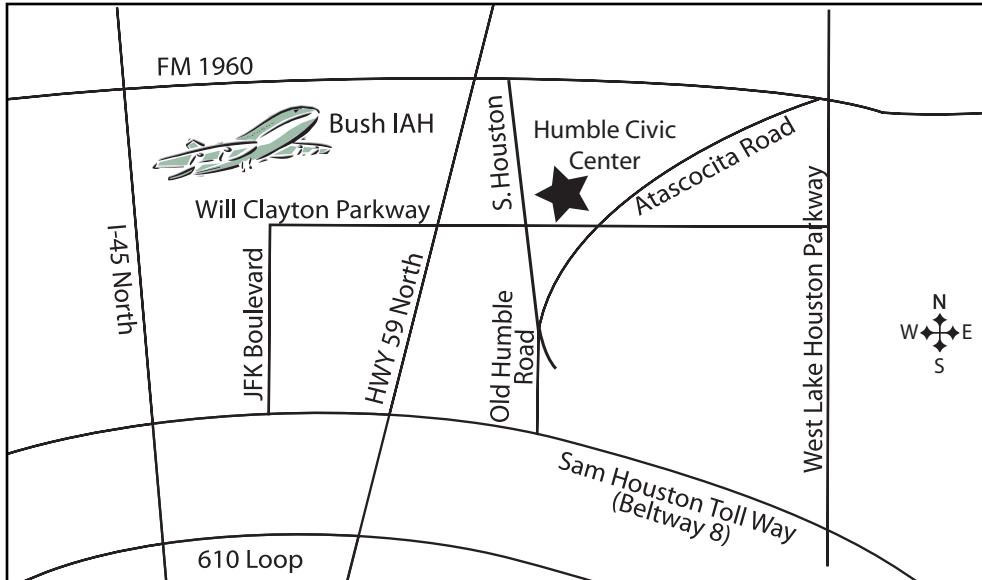 FM 1960
Bush IAH
S. Houston
Humble Civic
Center
Atascocita Road
Will Clayton Parkway
I-45 North
JFK Boulevard
HWY 59 North
Old Humble
Road
West Lake Houston Parkway
N
W
E
S
Sam Houston Toll Way
(Beltway 8)
610 Loop